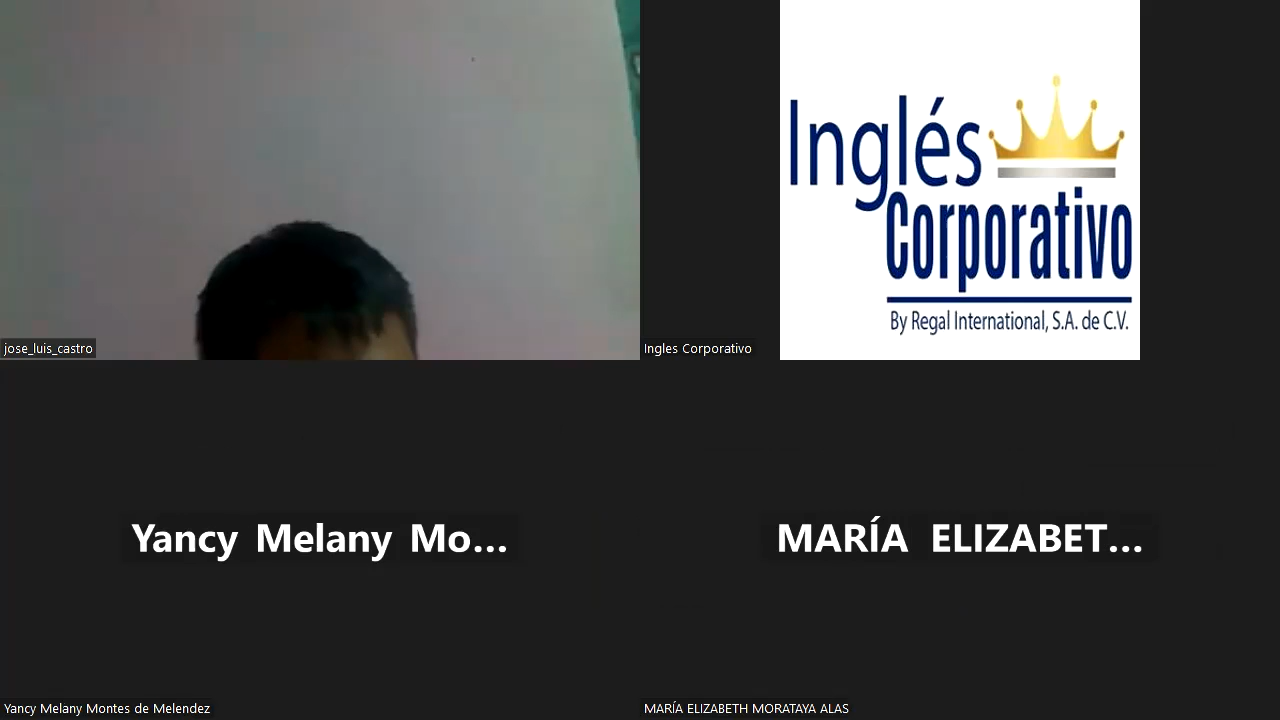 Inglés
Corporativo
By Regal International, S.A. de C.V.
jose_luis_castro
Ingles Corporativo
Yancy Melany Mo...
MARÍA ELIZABET...
Yancy Melany Montes de Melendez
MARÍA ELIZABETH MORATAYA ALAS